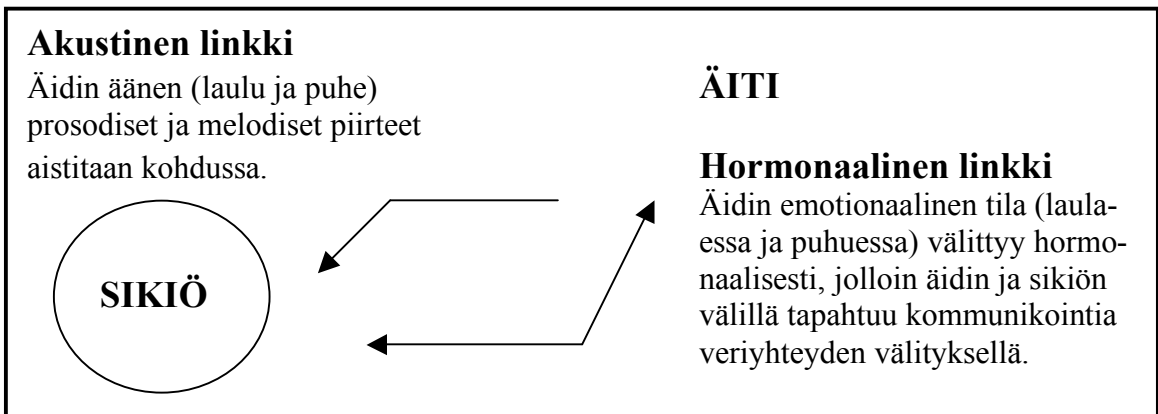 Akustinen linkki
Äidin äänen (laulu ja puhe)
prosodiset ja melodiset piirteet
aistitaan kohdussa.
SIKIÖ
ÄITI
Hormonaalinen linkki
Äidin emotionaalinen tila (laula-
essa ja puhuessa) välittyy hormo-
naalisesti, jolloin äidin ja sikiön
välillä tapahtuu kommunikointia
veriyhteyden välityksellä.